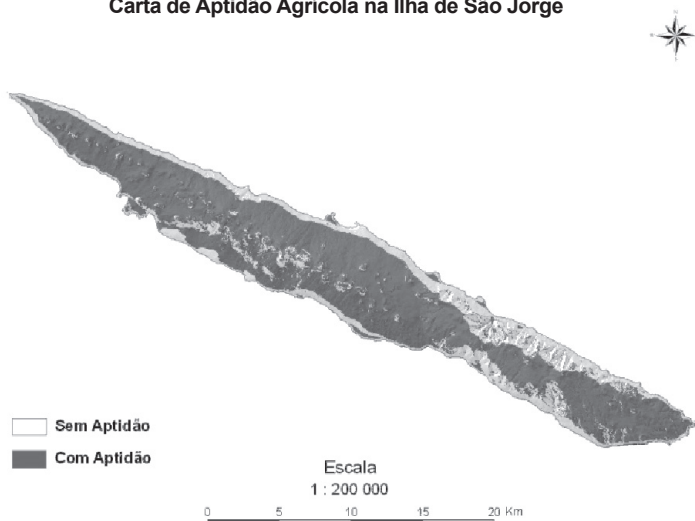 Carta de Aptidão Agrícola na Ilha de São Jorge
Sem Aptidão
Com Aptidão
Escala
1 : 200 000
0 5 10 15 20 Km